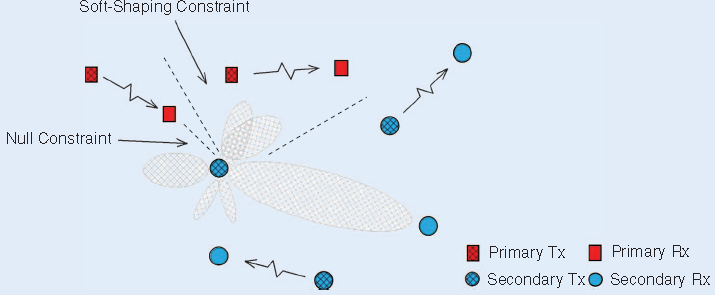 Soft-Shaping Constraint
Null Constraint
Primary Tx Primary Rx
Secondary Tx Secondary Rx